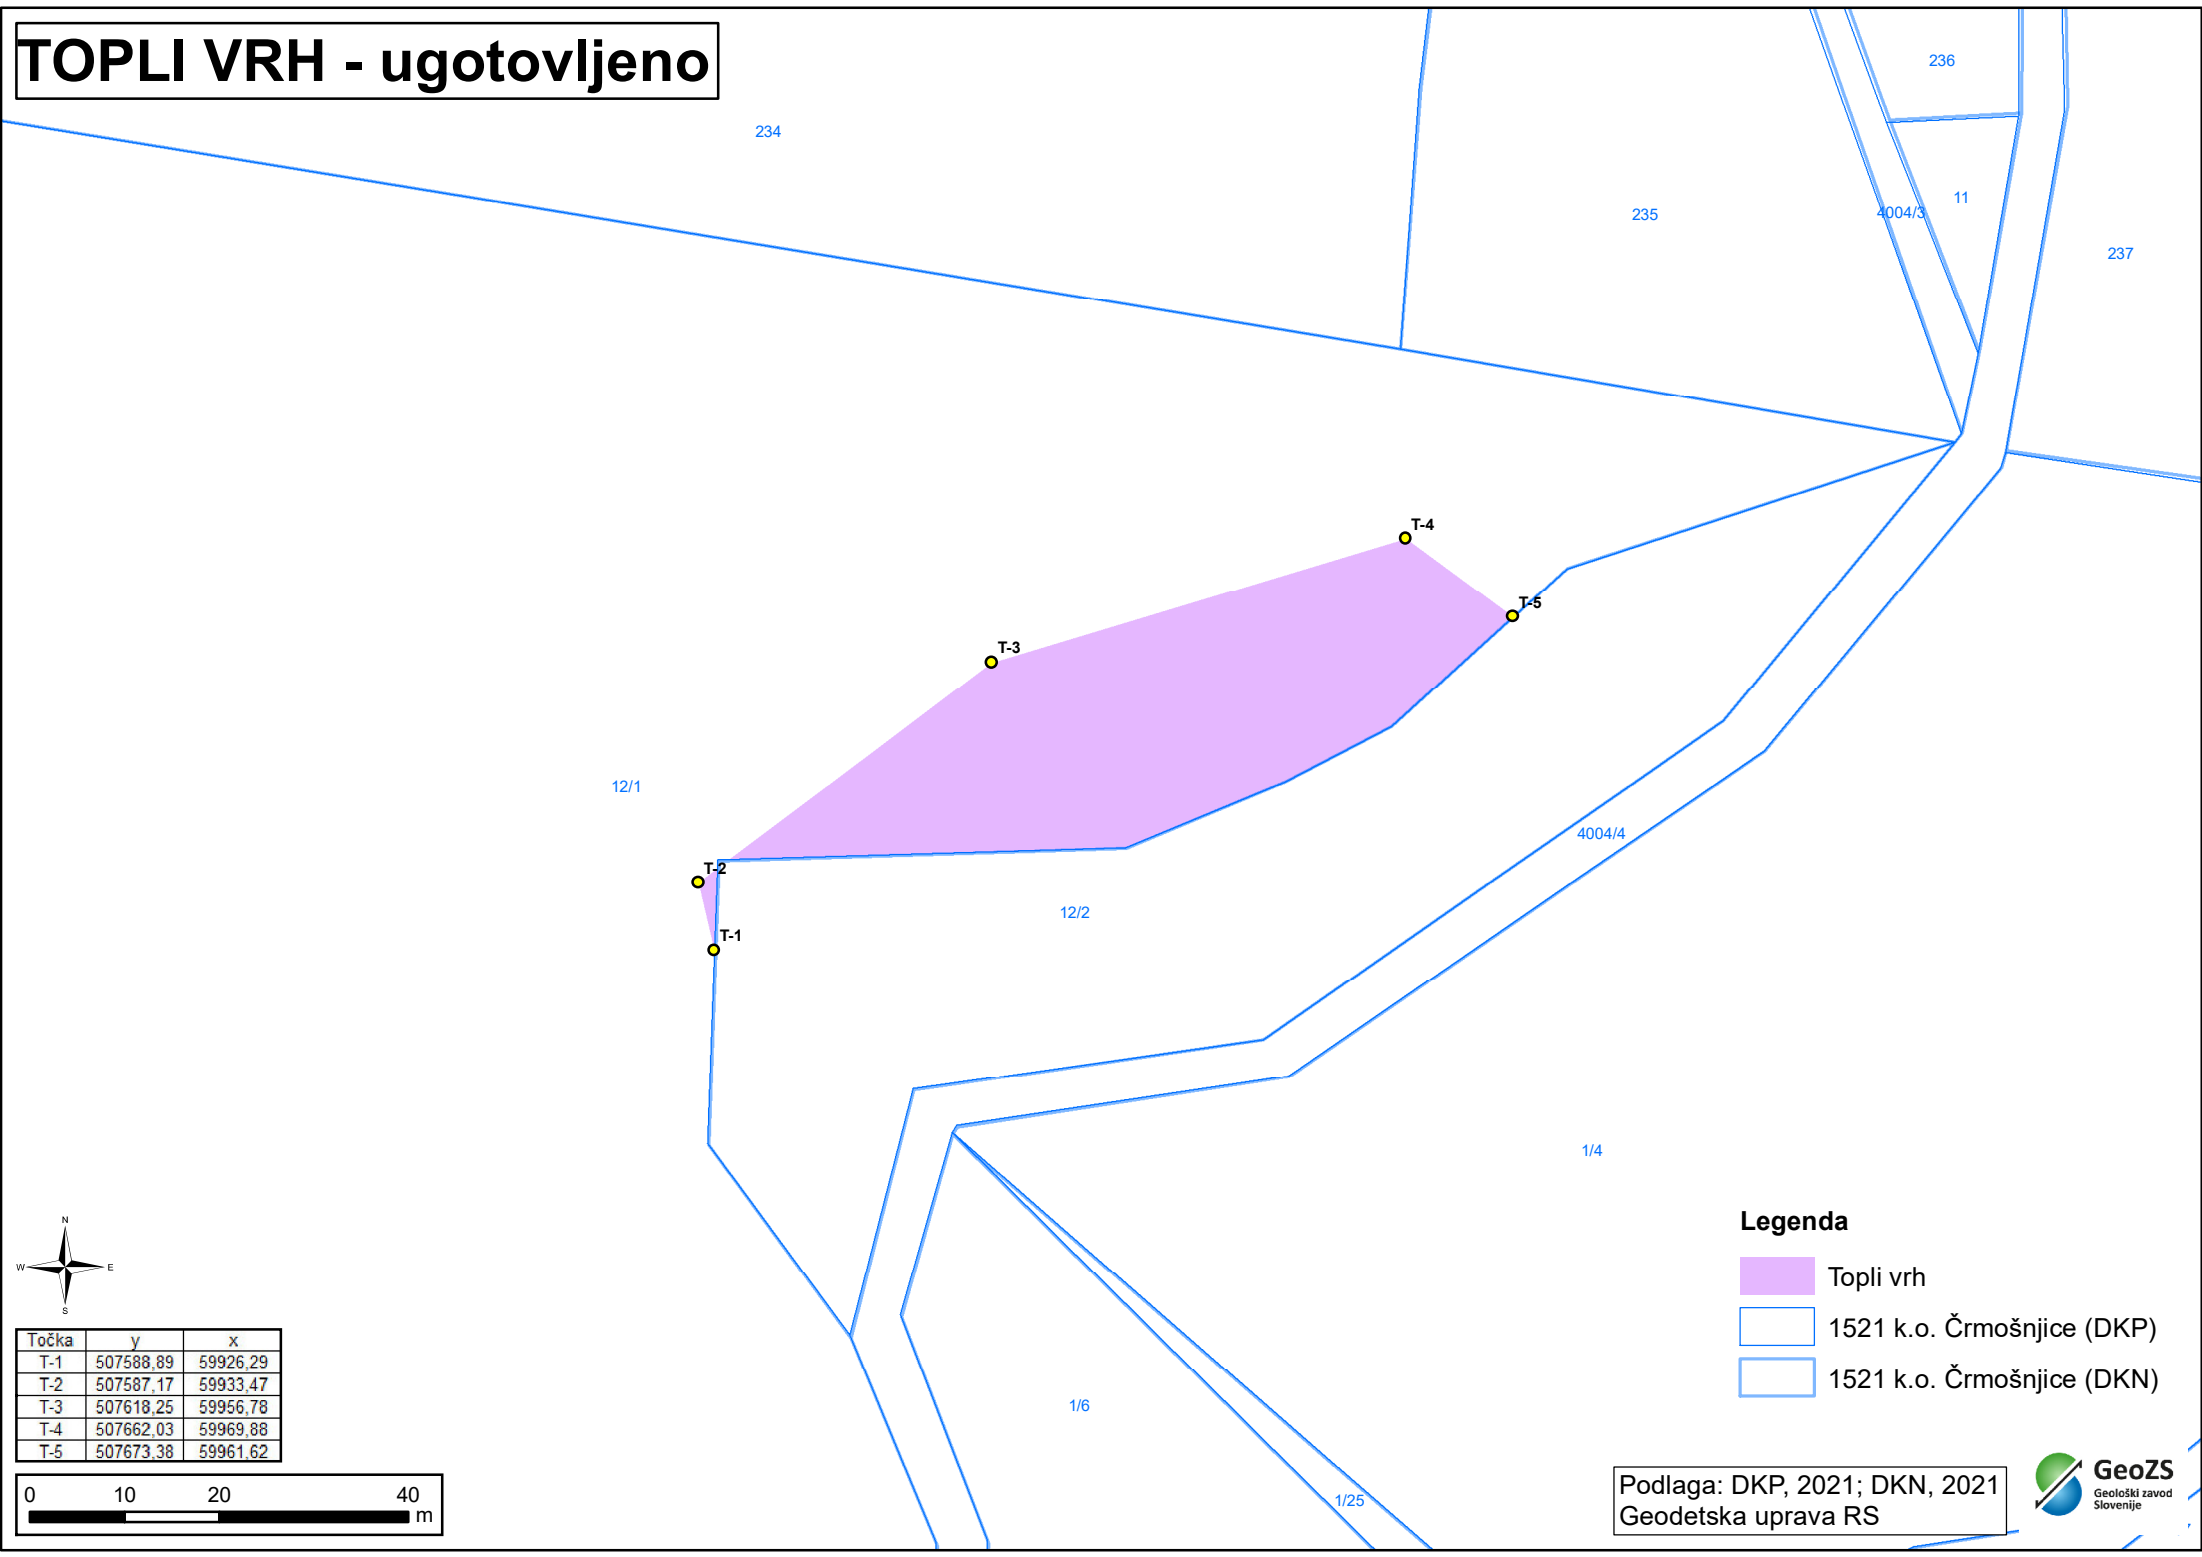 TOPLI VRH - ugotovljeno
234
236
235
4004/3
11
237
T-4
T-5
T-3
12/1
4004/4
T-2
12/2
T-1
1/4
1/6
1/25
N
W E
S
Točka y x
T-1 507588,89 59926,29
T-2 507587,17 59933,47
T-3 507618,25 59956,78
T-4 507662,03 59969,88
T-5 507673,38 59961,62
0 10 20 40
m
Legenda
Topli vrh
1521 k.o. Črmošnjice (DKP)
1521 k.o. Črmošnjice (DKN)
Podlaga: DKP, 2021; DKN, 2021
Geodetska uprava RS
GeoZS
Geološki zavod
Slovenije